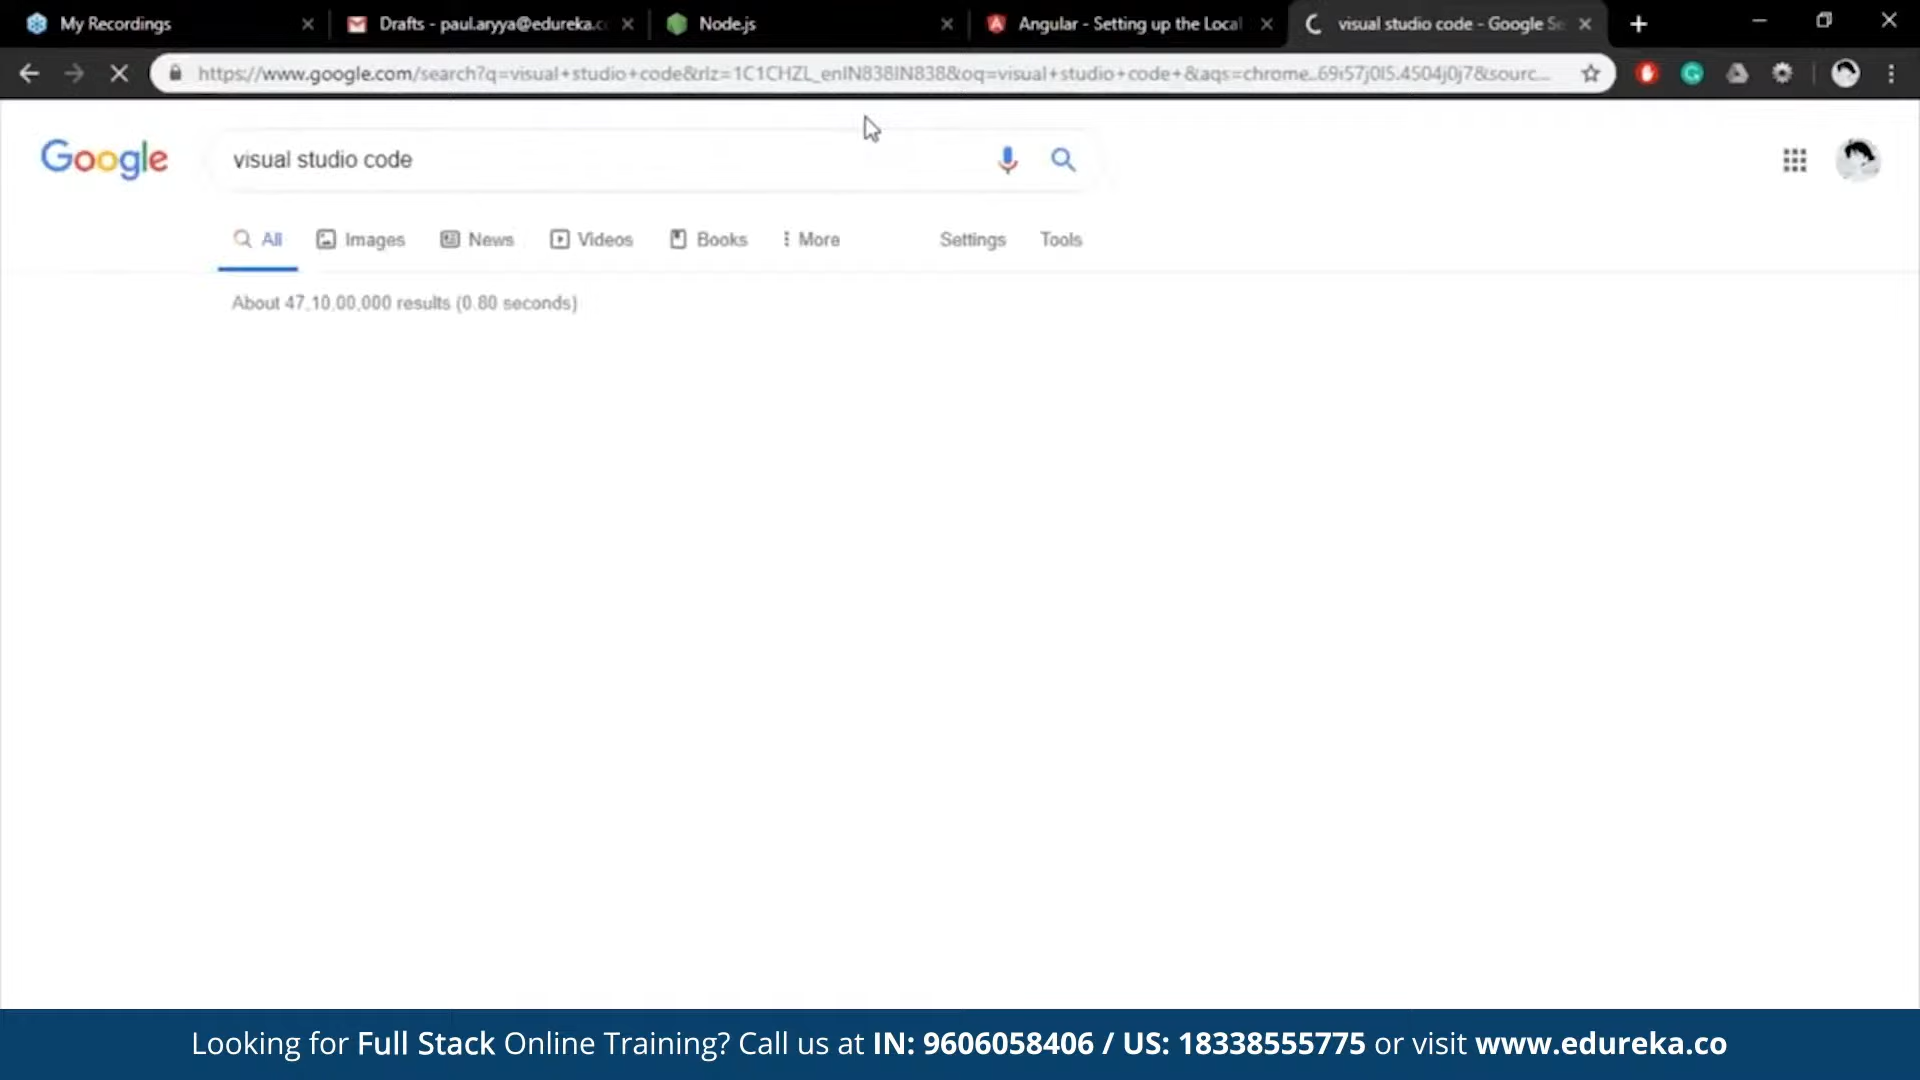 My Recordings
Drafts - paul.aryya@edureka.c
Node.js
Angular - Setting up the Local
visual studio code - Google Se
https://www.google.com/search?q=visual+studio+code&rlz=1C1CHZL_enIN838IN838&oq=visual+studio+code+&aqs=chrome..69i57j0l5.4504j0j7&sourc...
Google
visual studio code
All
Images
News
Videos
Books
More
Settings
Tools
About 47,10,00,000 results (0.80 seconds)
Looking for Full Stack Online Training? Call us at IN: 9606058406 / US: 18338555775 or visit www.edureka.co